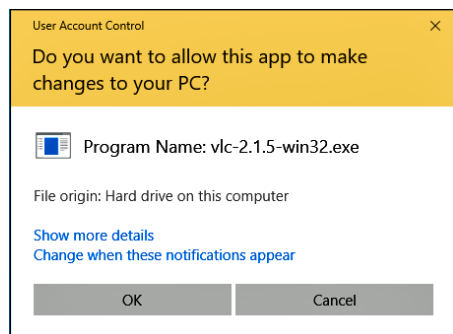 User Account Control
Do you want to allow this app to make
changes to your PC?
Program Name: vlc-2.1.5-win32.exe
File origin: Hard drive on this computer
Show more details
Change when these notifications appear
OK Cancel